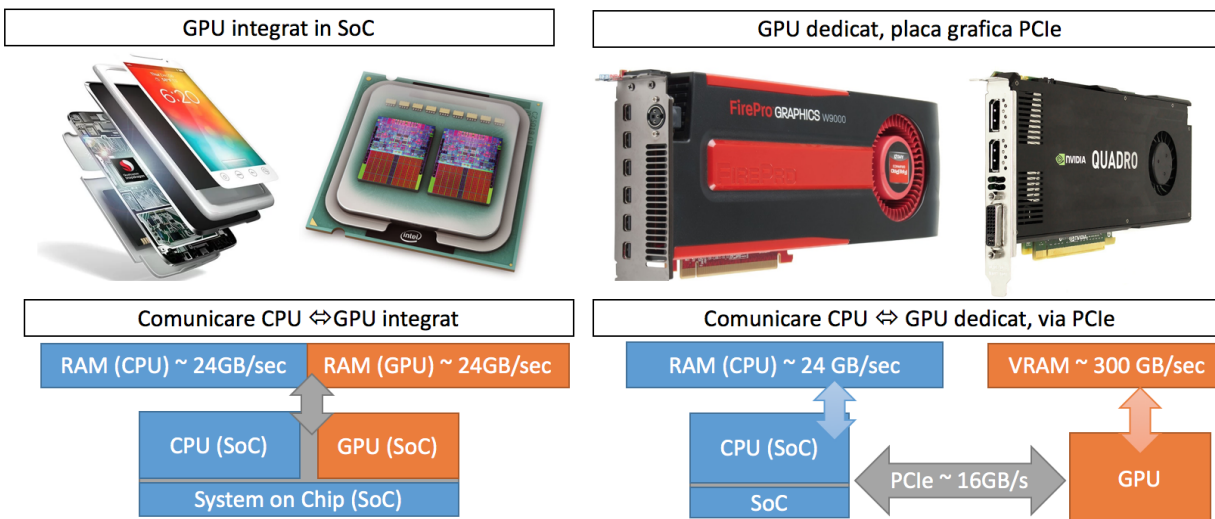 GPU integrat in SoC
GPU dedicat, placa grafica PCIe
6:20
intel
FirePro GRAPHICS W9000
FirePro
NVIDIA QUADRO
Comunicare CPU ⇔GPU integrat
Comunicare CPU ⇔ GPU dedicat, via PCIe
RAM (CPU) ~ 24GB/sec
RAM (GPU) ~ 24GB/sec
RAM (CPU) ~ 24 GB/sec
VRAM ~ 300 GB/sec
CPU (SoC)
GPU (SoC)
System on Chip (SoC)
CPU (SoC)
SoC
PCIe ~ 16GB/s
GPU